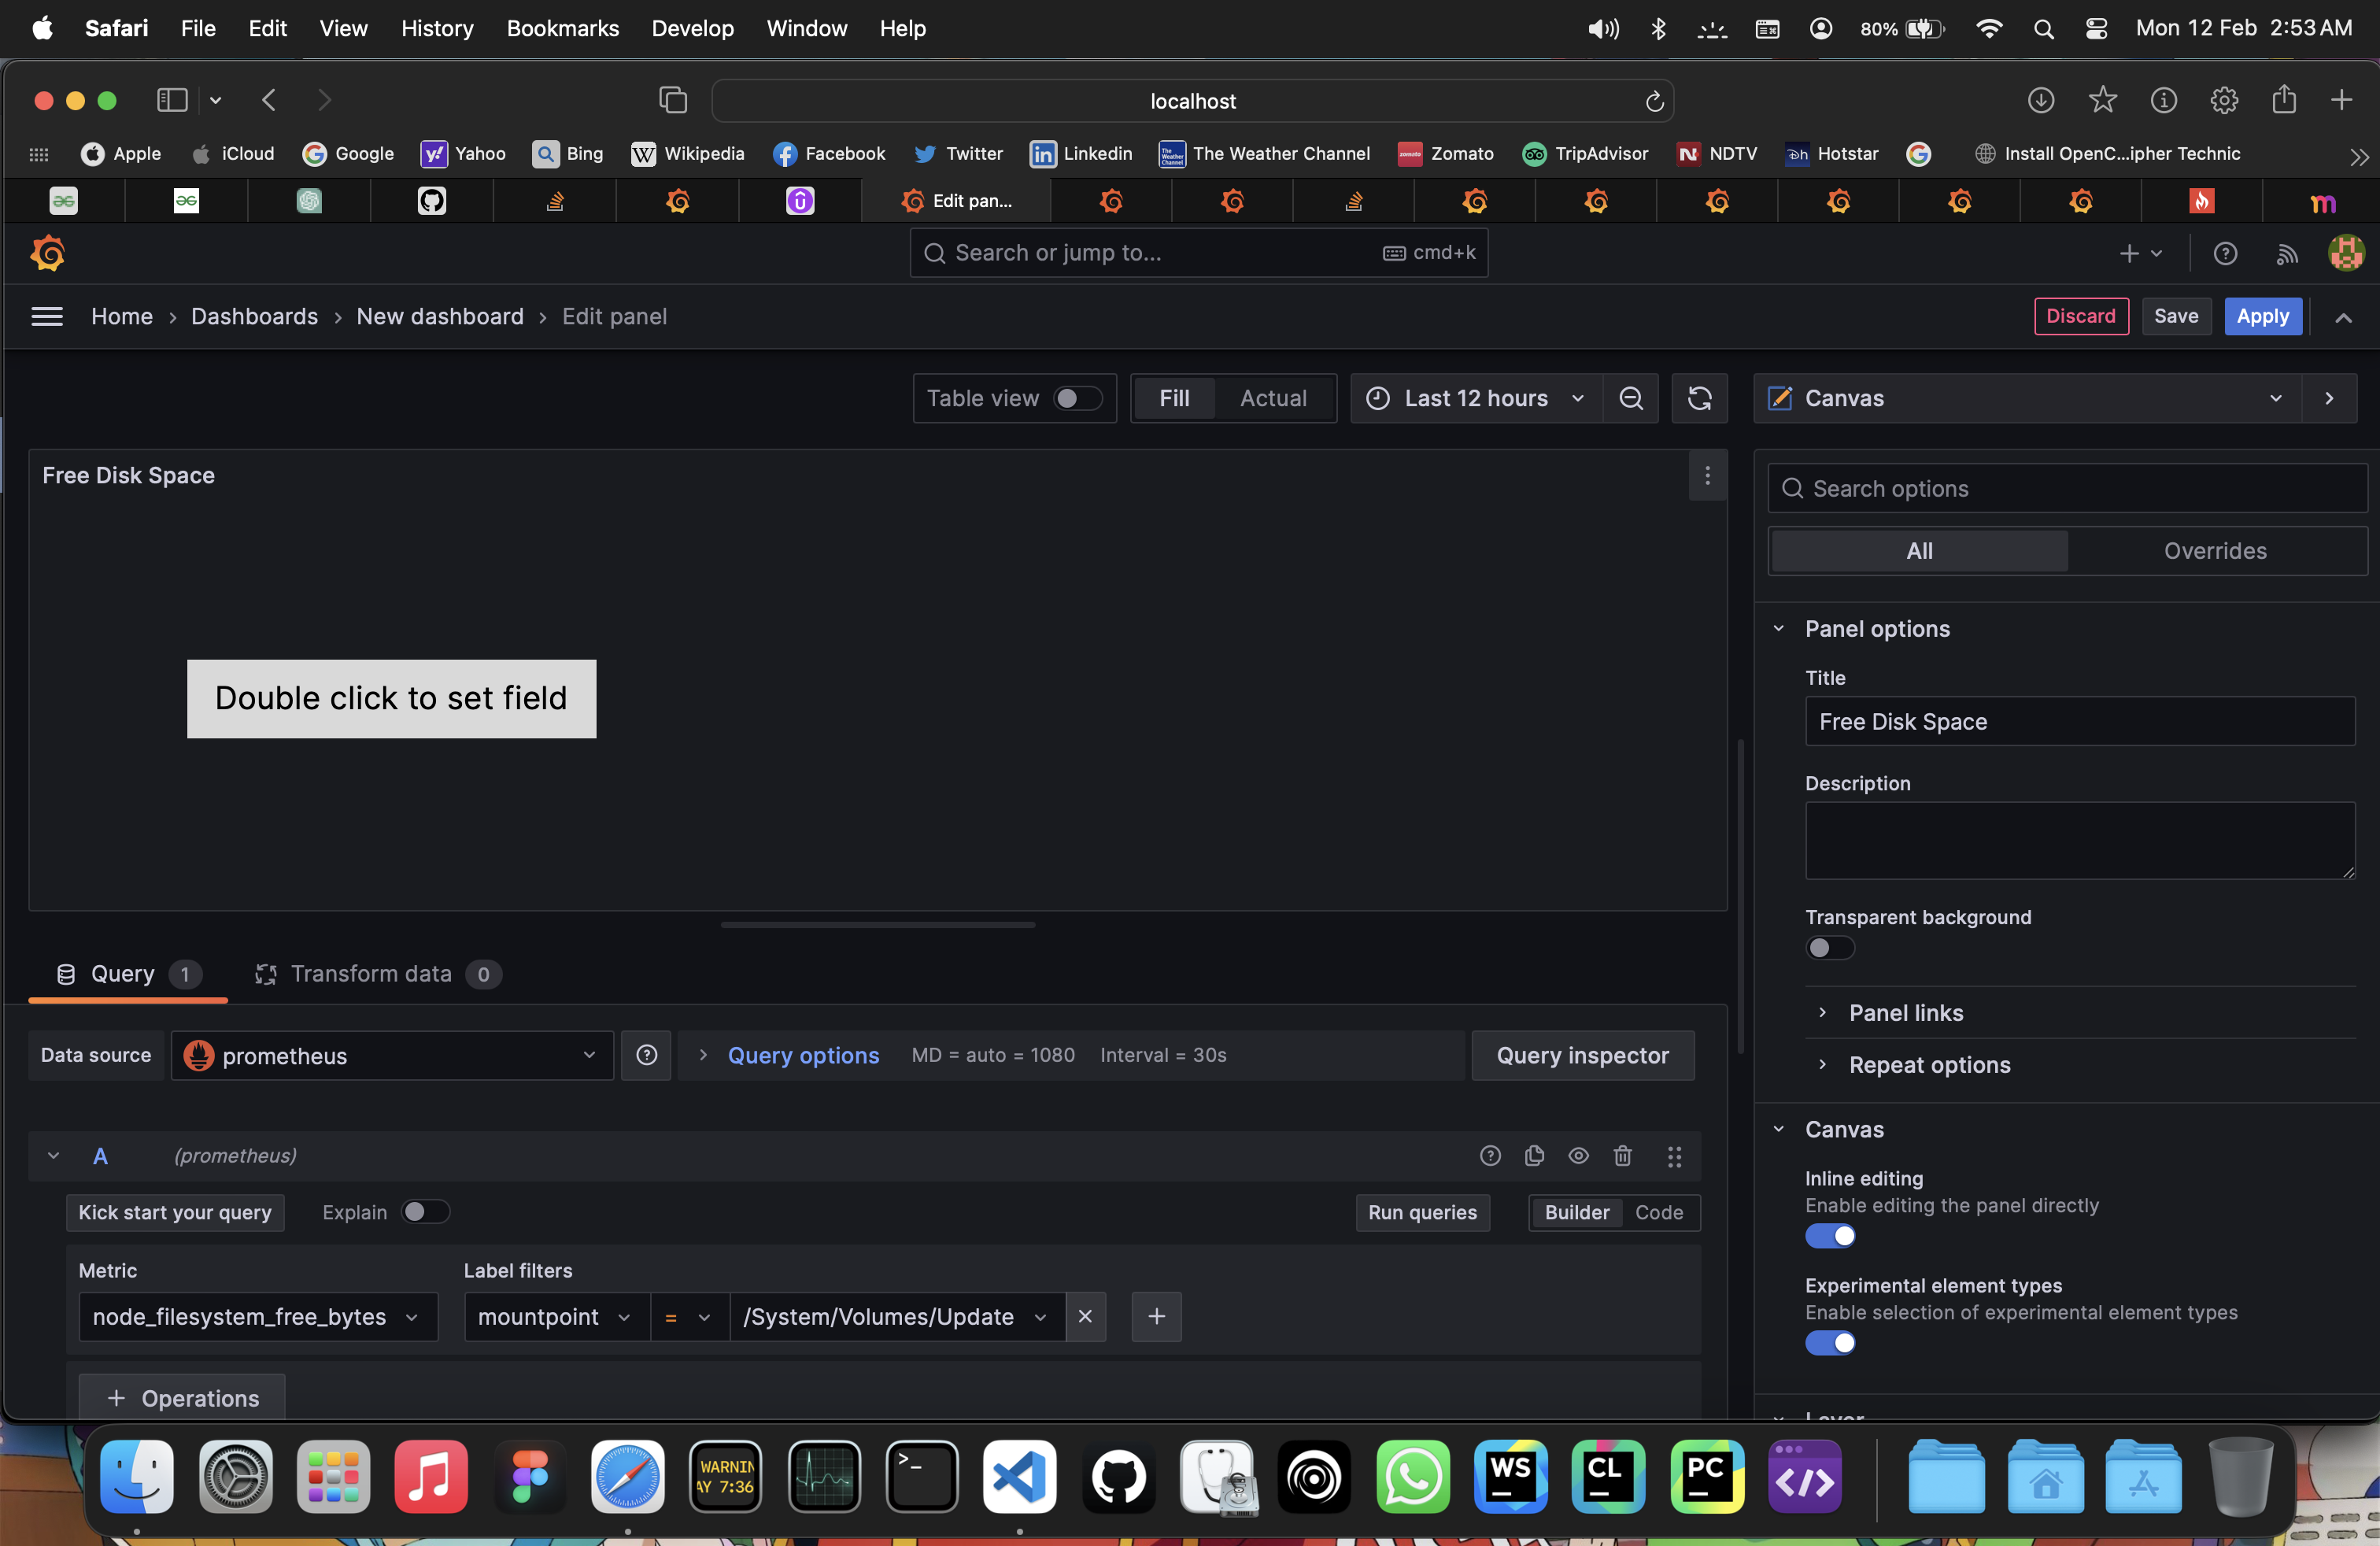 Safari File Edit View History Bookmarks Develop Window Help 80% Mon 12 Feb 2:53 AM
localhost
Apple iCloud Google Yahoo Bing Wikipedia Facebook Twitter Linkedin The Weather Channel Zomato TripAdvisor NDTV Hotstar Install OpenC...ipher Technic
Edit pan...
Search or jump to... cmd+k
Home › Dashboards › New dashboard › Edit panel Discard Save Apply
Table view Fill Actual Last 12 hours Canvas
Free Disk Space
Search options
All Overrides
Panel options
Title
Double click to set field
Free Disk Space
Description
Transparent background
Query 1 Transform data 0
Panel links
Data source prometheus Query options MD = auto = 1080 Interval = 30s Query inspector
Repeat options
Canvas
A (prometheus)
Inline editing
Enable editing the panel directly
Kick start your query Explain Run queries Builder Code
Metric Label filters
Experimental element types
Enable selection of experimental element types
node_filesystem_free_bytes mountpoint = /System/Volumes/Update
+ Operations
WARNIN
AY 7:36
WS
CL
PC